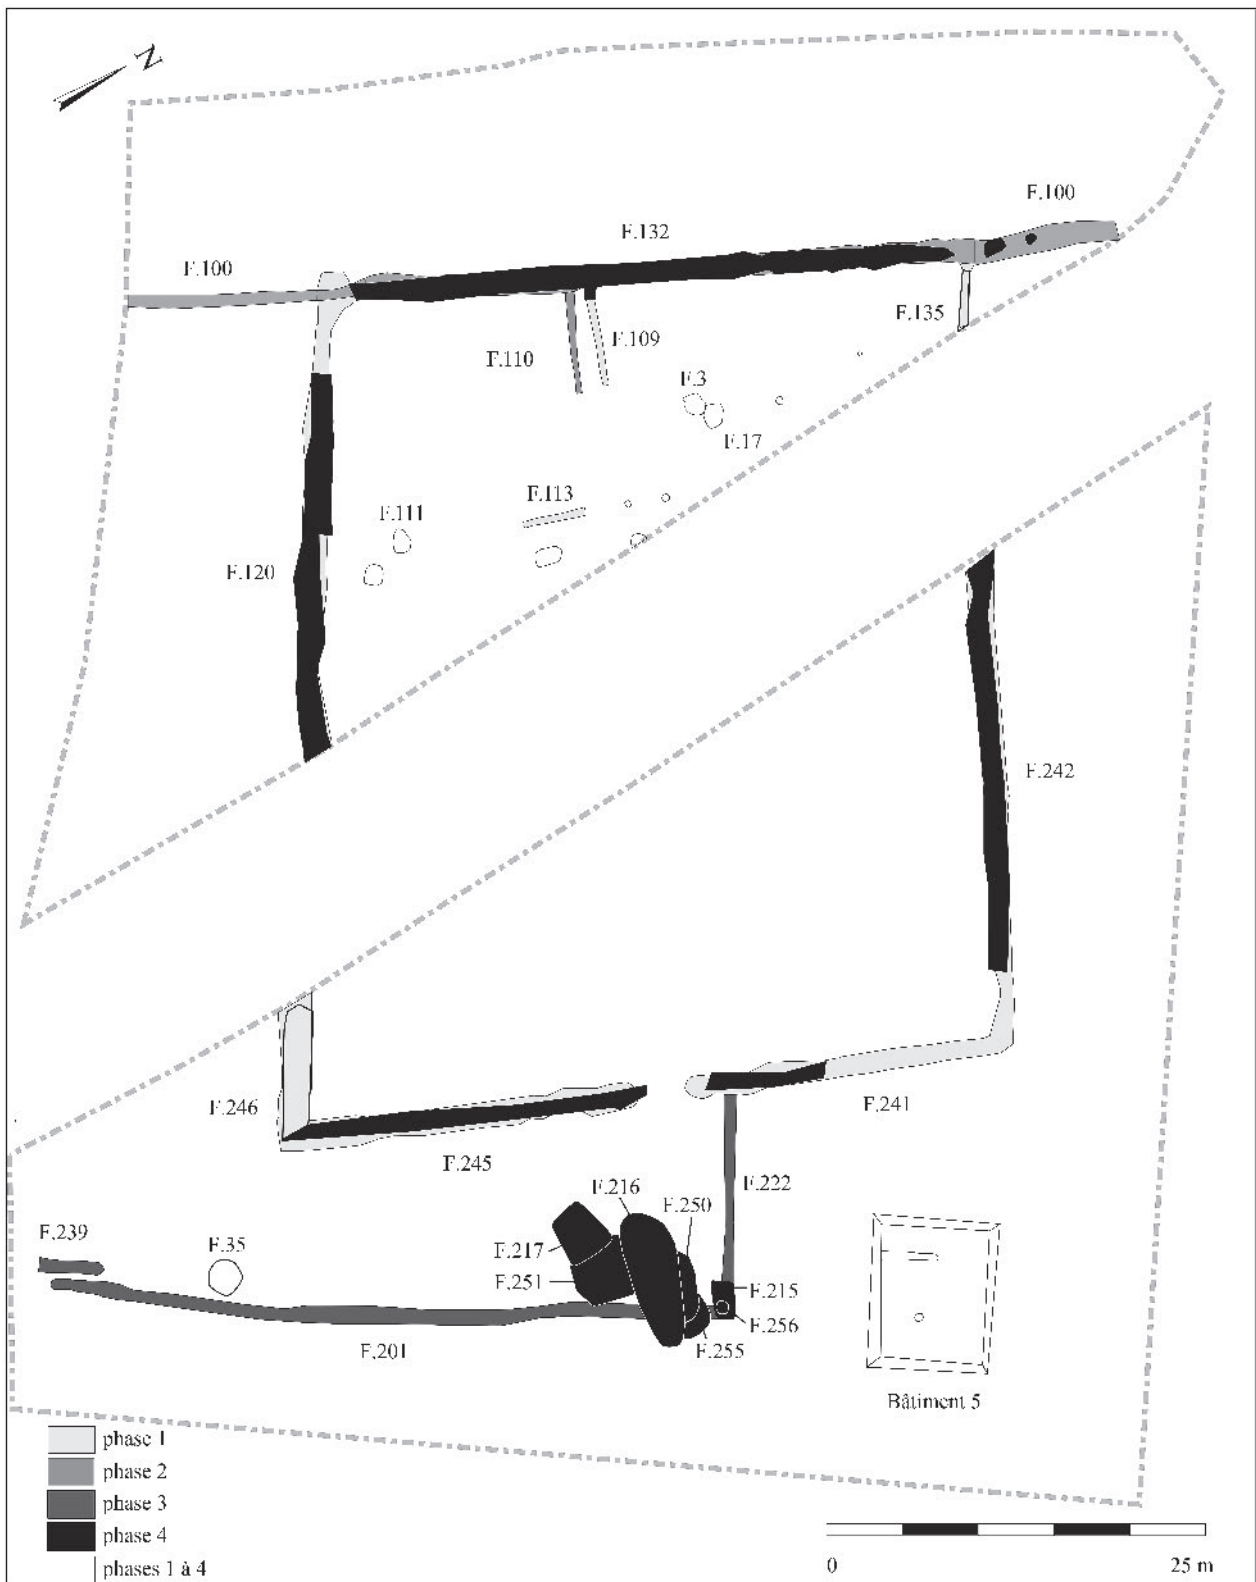 N
F.100
F.132
F.100
F.135
F.109
F.110
F.3
F.17
F.113
F.111
F.120
F.242
F.246
F.241
F.245
F.222
F.216
F.250
F.239
F.35
F.217
F.251
F.215
F.256
F.255
F.201
Bâtiment 5
phase 1
phase 2
phase 3
phase 4
phases 1 à 4
0 25 m